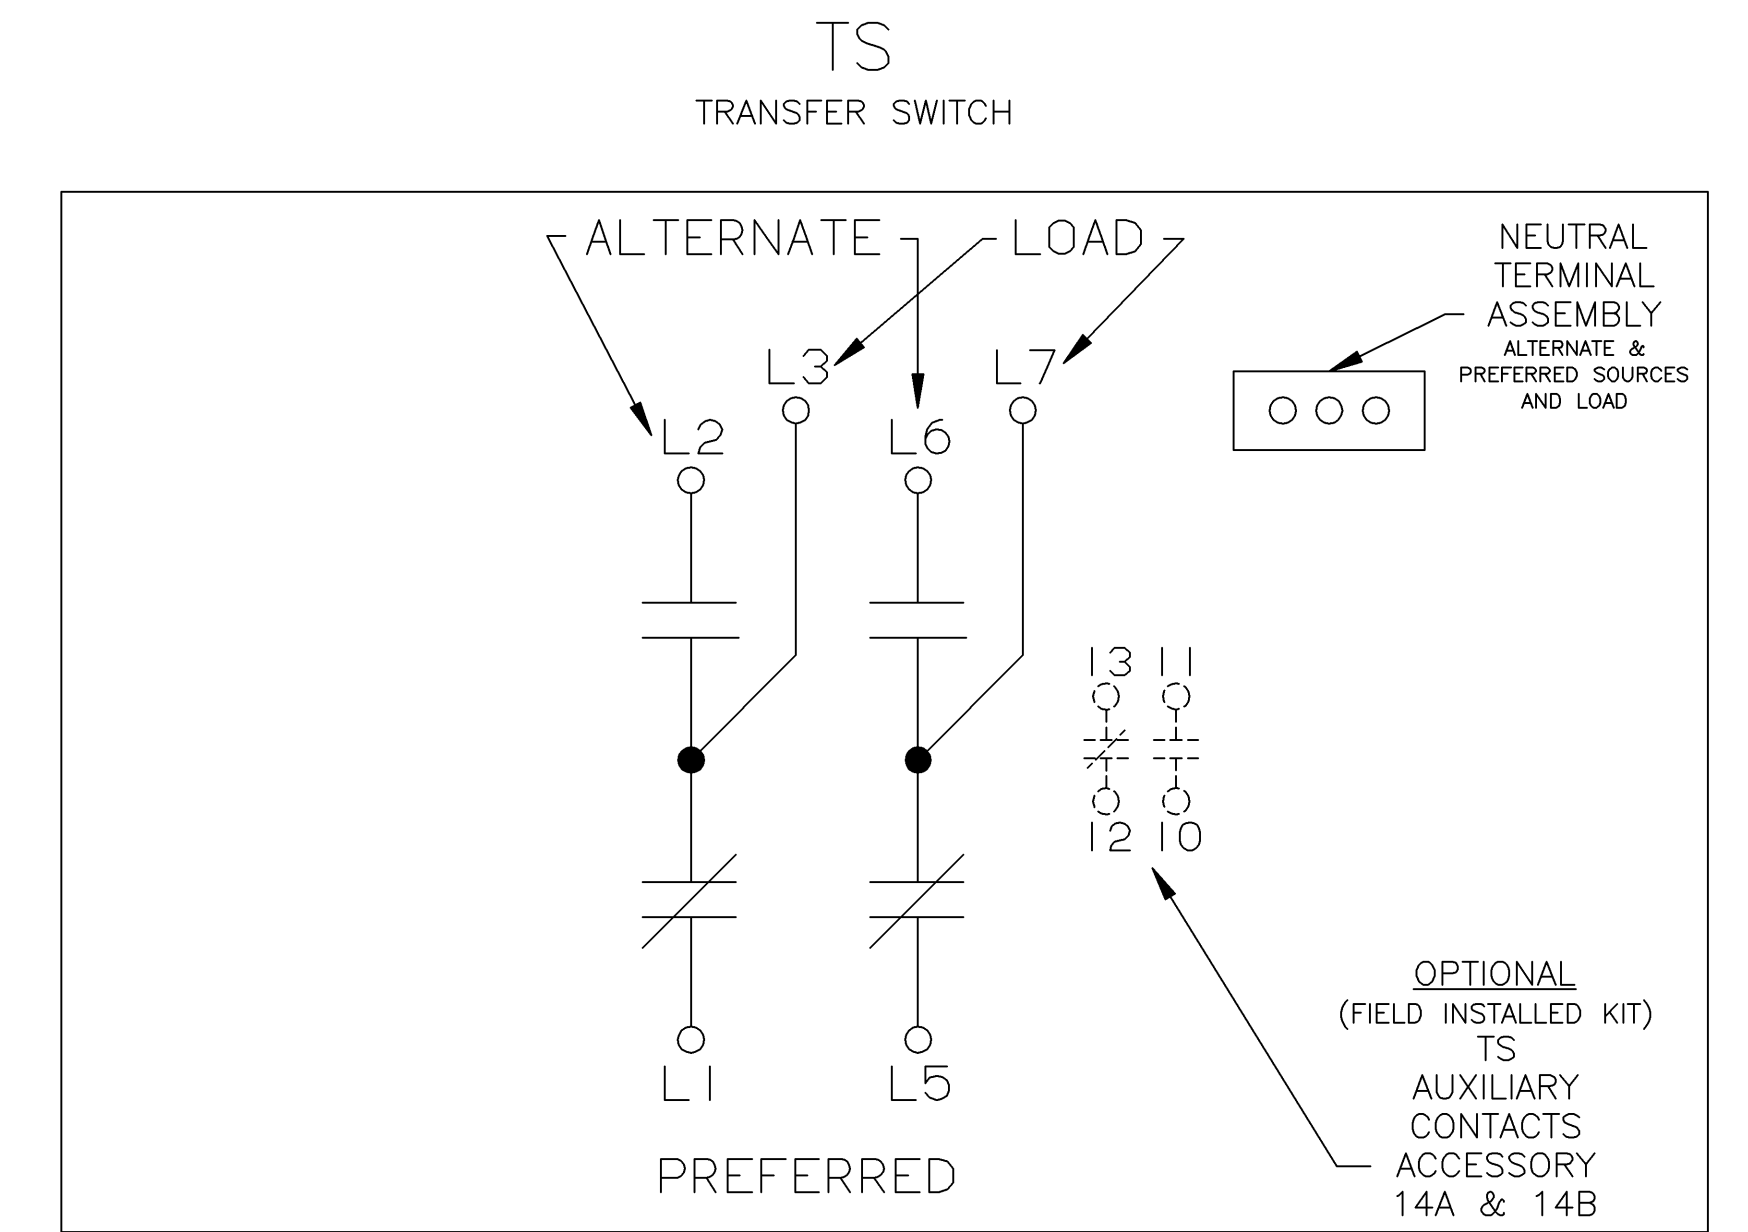 TS
TRANSFER SWITCH
ALTERNATE
LOAD
NEUTRAL
TERMINAL
ASSEMBLY
ALTERNATE &
PREFERRED SOURCES
AND LOAD
L3
L7
L2
L6
13 11
12 10
L1
L5
PREFERRED
OPTIONAL
(FIELD INSTALLED KIT)
TS
AUXILIARY
CONTACTS
ACCESSORY
14A & 14B